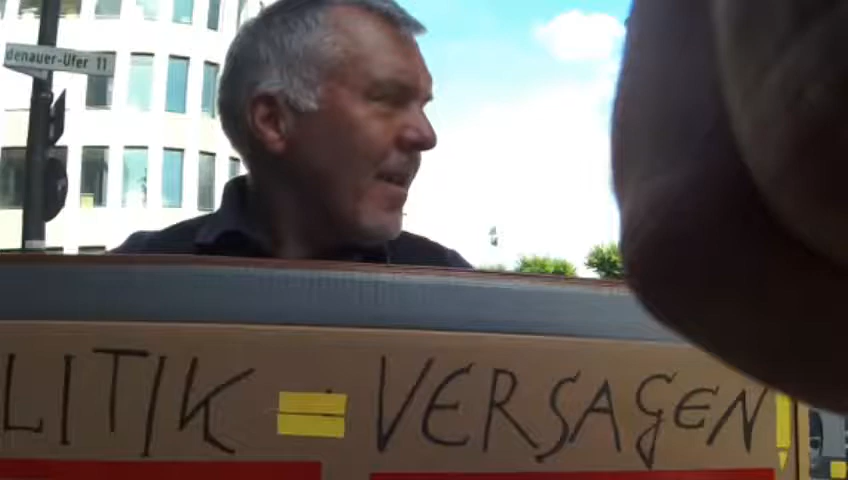 denauer-Ufer 11
LITIK = VERSAGEN